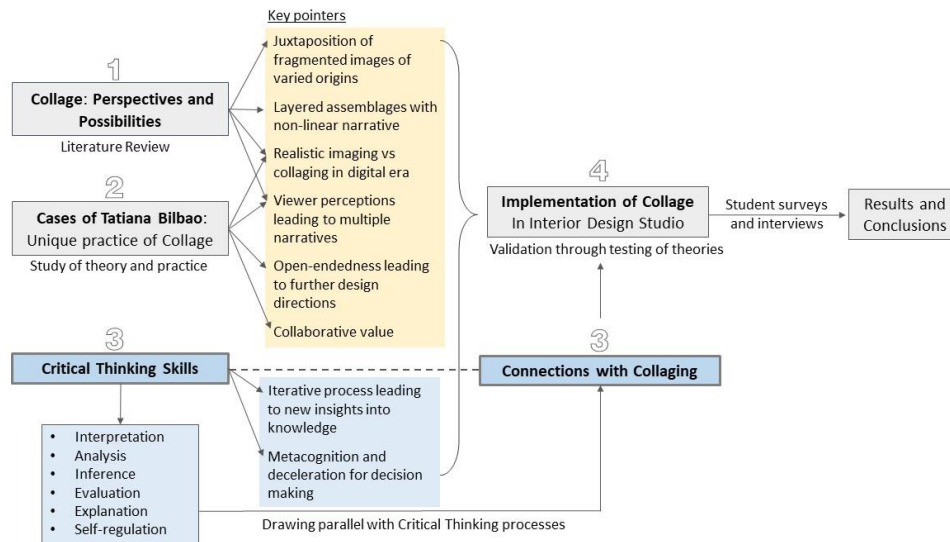 Key pointers
1
Collage: Perspectives and
Possibilities
Literature Review
Juxtaposition of
fragmented images of
varied origins
Layered assemblages with
non-linear narrative
Realistic imaging vs
collaging in digital era
Viewer perceptions
leading to multiple
narratives
Open-endedness leading
to further design
directions
Collaborative value
2
Cases of Tatiana Bilbao:
Unique practice of Collage
Study of theory and practice
3
Critical Thinking Skills
• Interpretation
• Analysis
• Inference
• Evaluation
• Explanation
• Self-regulation
Iterative process leading
to new insights into
knowledge
Metacognition and
deceleration for decision
making
Drawing parallel with Critical Thinking processes
3
Connections with Collaging
4
Implementation of Collage
In Interior Design Studio
Validation through testing of theories
Student surveys
and interviews
Results and
Conclusions